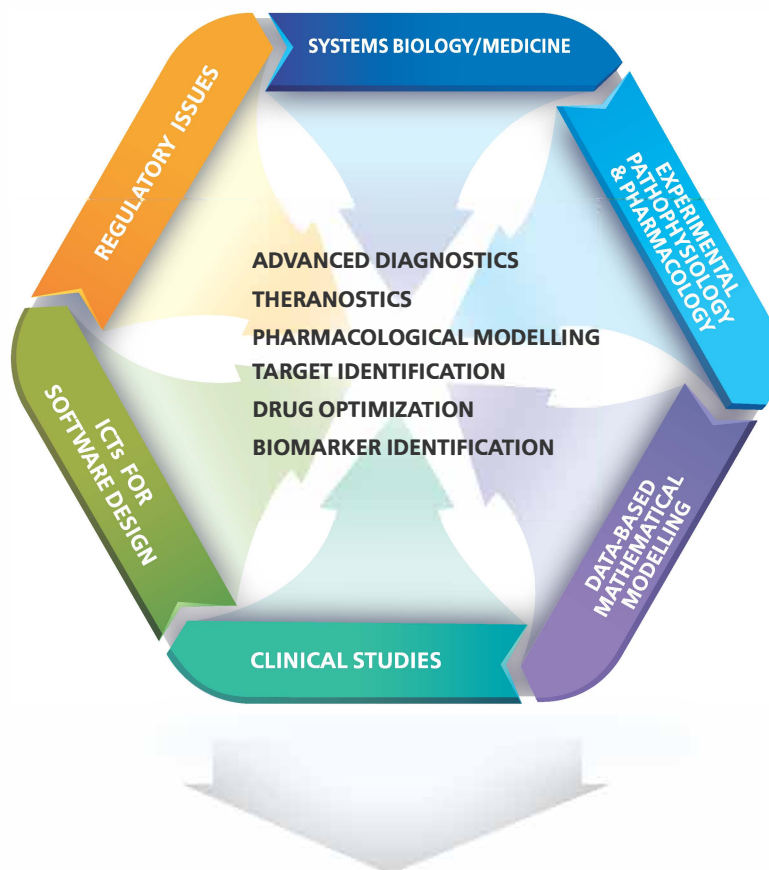 SYSTEMS BIOLOGY/MEDICINE
EXPERIMENTAL
PATHOPHYSIOLOGY
& PHARMACOLOGY
DATA-BASED
MATHEMATICAL
MODELLING
CLINICAL STUDIES
ICTs FOR
SOFTWARE DESIGN
REGULATORY ISSUES
ADVANCED DIAGNOSTICS
THERANOSTICS
PHARMACOLOGICAL MODELLING
TARGET IDENTIFICATION
DRUG OPTIMIZATION
BIOMARKER IDENTIFICATION